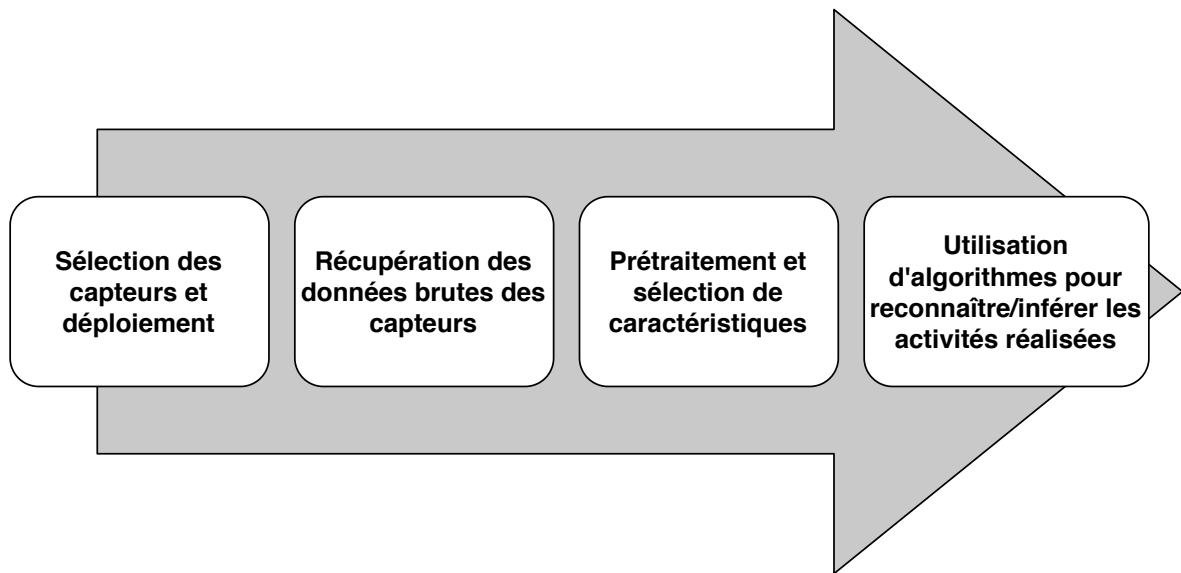 Sélection des
capteurs et
déploiement
Récupération des
données brutes des
capteurs
Prétraitement et
sélection de
caractéristiques
Utilisation
d'algorithmes pour
reconnaître/inférer les
activités réalisées